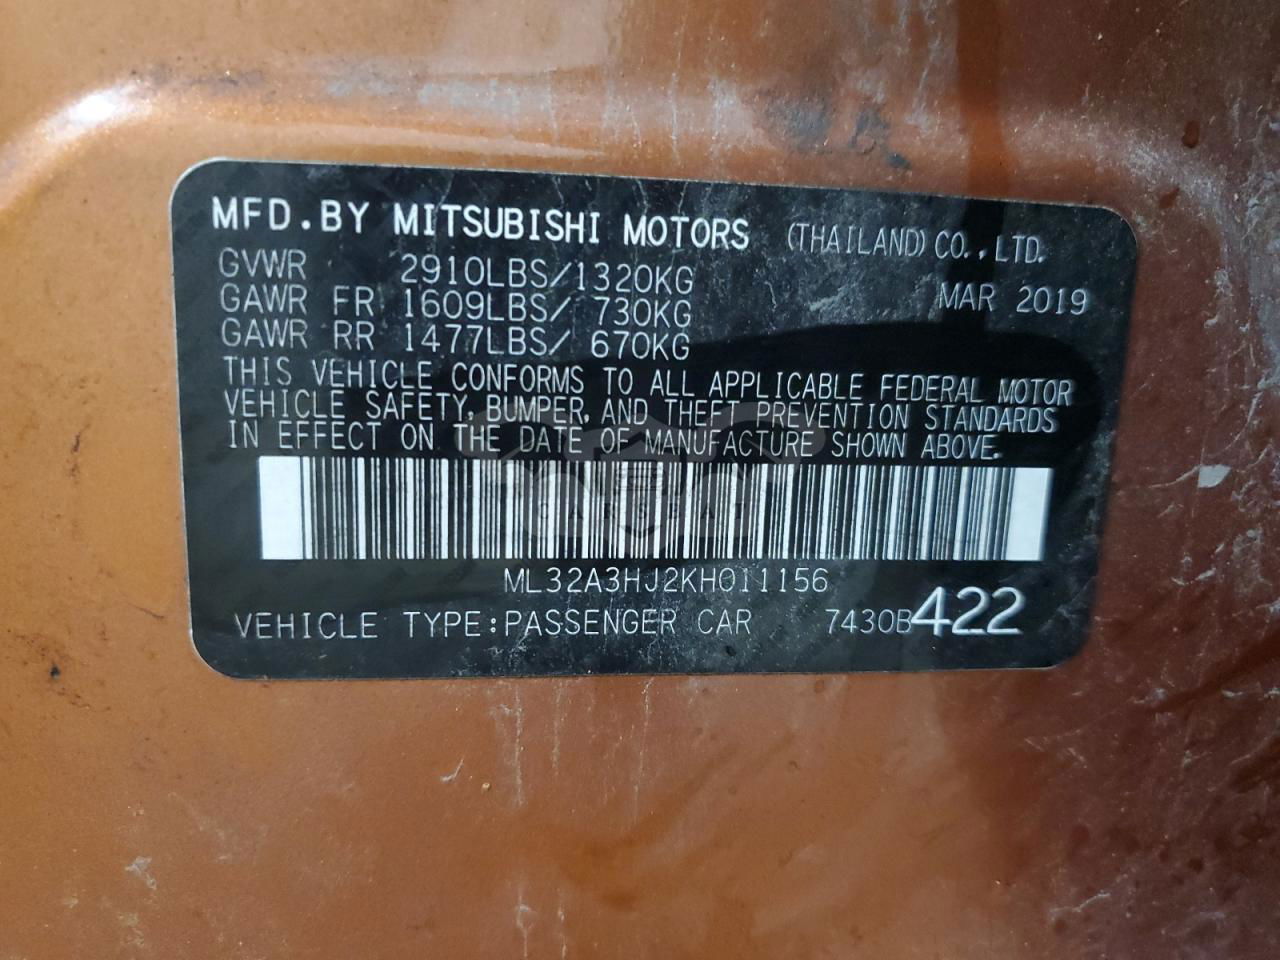 MFD.BY MITSUBISHI MOTORS (THAILAND) CO.,LTD.
GVWR 2910LBS/1320KG MAR 2019
GAWR FR 1609LBS/ 730KG
GAWR RR 1477LBS/ 670KG
THIS VEHICLE CONFORMS TO ALL APPLICABLE FEDERAL MOTOR
VEHICLE SAFETY, BUMPER, AND THEFT PREVENTION STANDARDS
IN EFFECT ON THE DATE OF MANUFACTURE SHOWN ABOVE.
CARSBAT
ML32A3HJ2KH011156
VEHICLE TYPE:PASSENGER CAR 7430B422